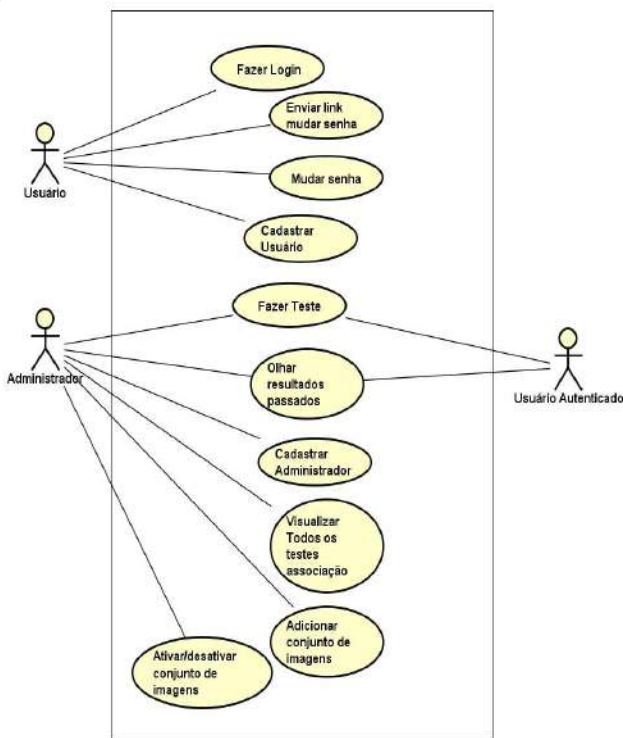 Fazer Login
Enviar link
mudar senha
Usuário
Mudar senha
Cadastrar
Usuário
Fazer Teste
Administrador
Olhar
resultados
passados
Usuário Autenticado
Cadastrar
Administrador
Visualizar
Todos os
testes
associação
Adicionar
conjunto de
imagens
Ativar/desativar
conjunto de
imagens